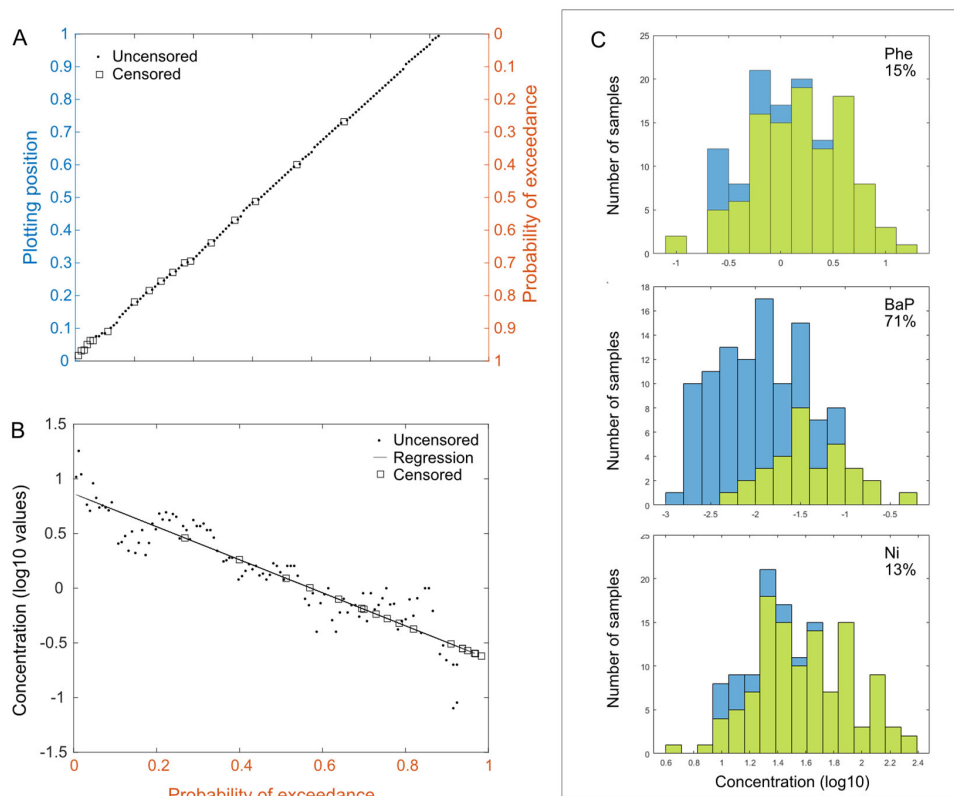 A
1
0.9
0.8
0.7
0.6
0.5
0.4
0.3
0.2
0.1
0
Plotting position
Uncensored
Censored
0
0.1
0.2
0.3
0.4
0.5
0.6
0.7
0.8
0.9
1
Probability of exceedance
B
1.5
1
0.5
0
-0.5
-1
-1.5
Concentration (log10 values)
Uncensored
Regression
Censored
0 0.2 0.4 0.6 0.8 1
Probability of exceedance
C
Phe
15%
25
20
15
10
5
0
Number of samples
-1 -0.5 0 0.5 1
BaP
71%
18
16
14
12
10
8
6
4
2
0
Number of samples
-3 -2.5 -2 -1.5 -1 -0.5
Ni
13%
25
20
15
10
5
0
Number of samples
0.6 0.8 1 1.2 1.4 1.6 1.8 2 2.2 2.4
Concentration (log10)